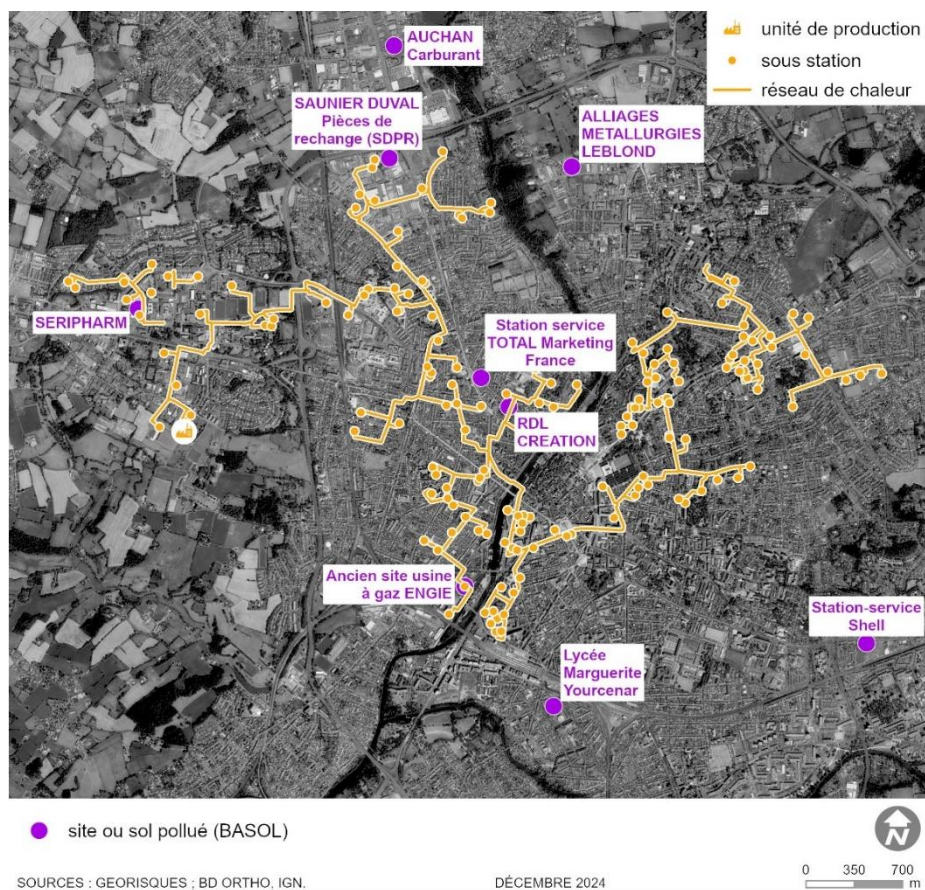 AUCHAN
Carburant
unité de production
sous station
réseau de chaleur
SAUNIER DUVAL
Pièces de
rechange (SDPR)
ALLIAGES
METALLURGIES
LEBLOND
SERIPHARM
Station service
TOTAL Marketing
France
RDL
CREATION
Ancien site usine
à gaz ENGIE
Station-service
Shell
Lycée
Marguerite
Yourcenar
site ou sol pollué (BASOL)
N
SOURCES : GEORISQUES ; BD ORTHO, IGN.
DÉCEMBRE 2024
0 350 700
m